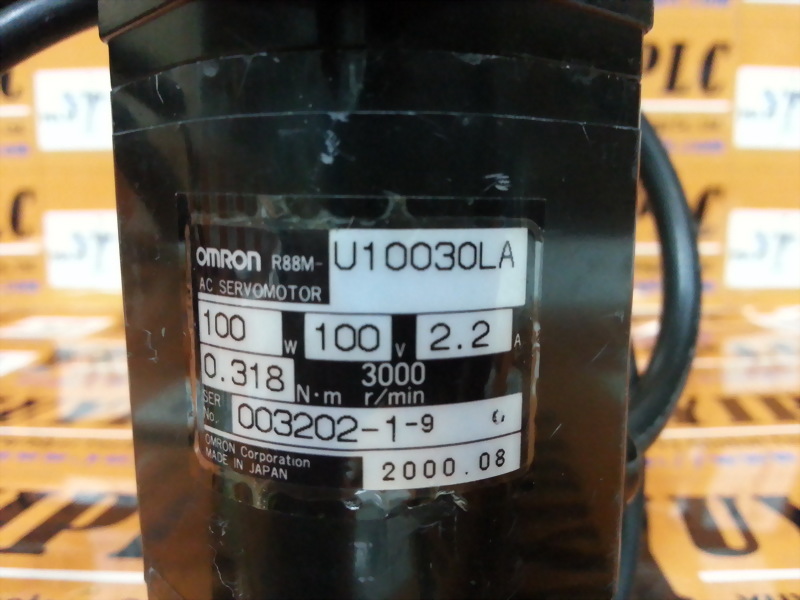 OMRON R88M-U10030LA
AC SERVOMOTOR
100 W 100 V 2.2 A
0.318 N·m 3000 r/min
SER No. 003202-1-9
OMRON Corporation
MADE IN JAPAN
2000.08
PLC